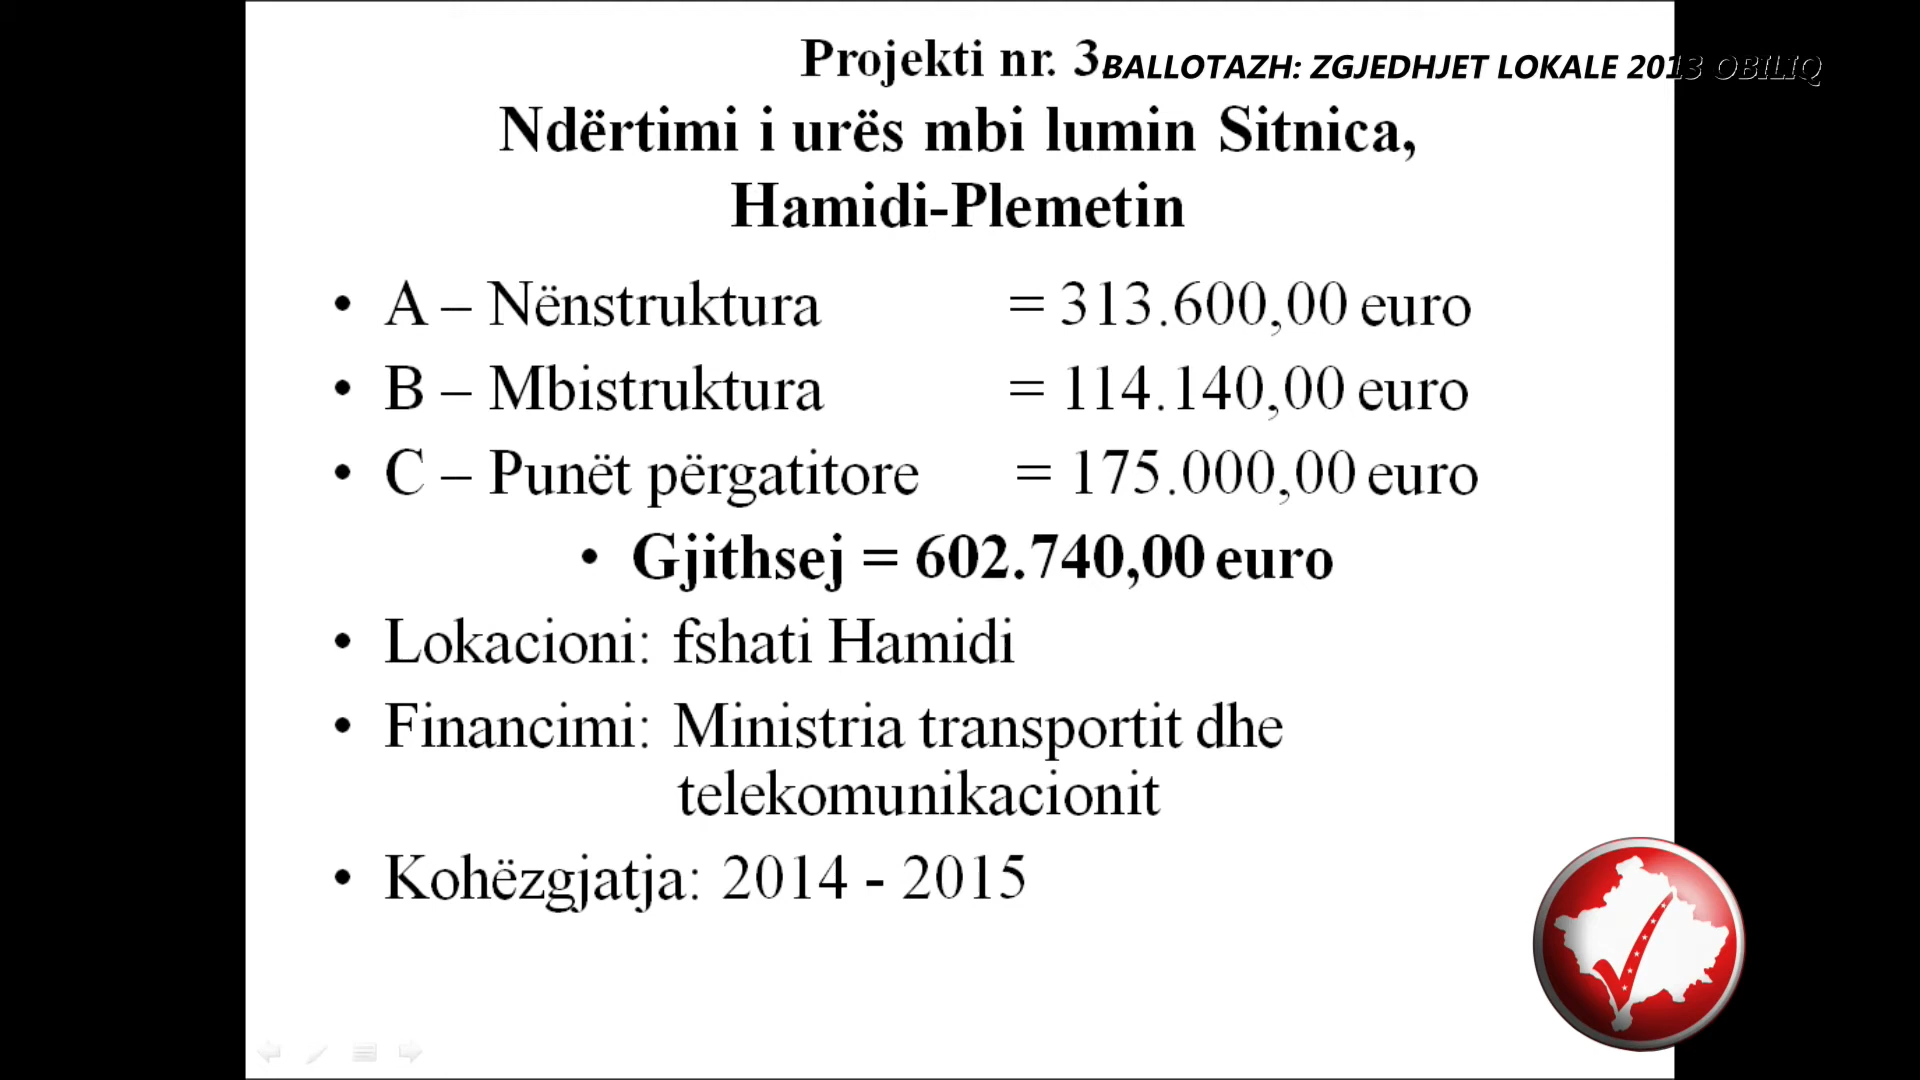 Projekti nr. 3
BALLOTAZH: ZGJEDHJET LOKALE 2013 OBILIQ
Ndërtimi i urës mbi lumin Sitnica,
Hamidi-Plemetin
• A – Nënstruktura = 313.600,00 euro
• B – Mbistruktura = 114.140,00 euro
• C – Punët përgatitore = 175.000,00 euro
• Gjithsej = 602.740,00 euro
• Lokacioni: fshati Hamidi
• Financimi: Ministria transportit dhe
telekomunikacionit
• Kohëzgjatja: 2014 - 2015